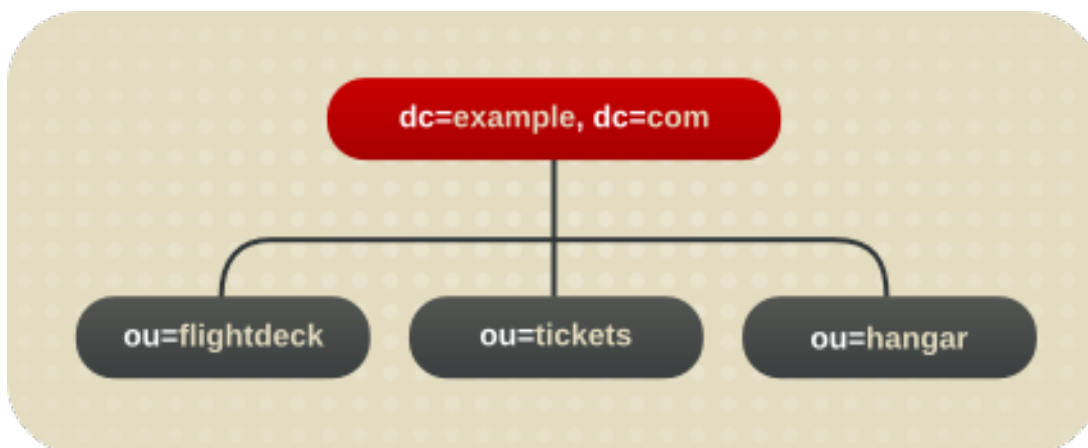 dc=example, dc=com
ou=flightdeck
ou=tickets
ou=hangar